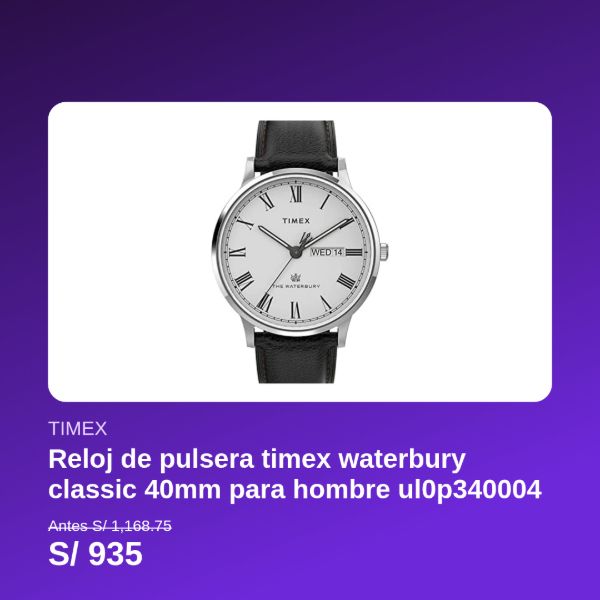 XII
TIMEX
WED 14
THE WATERBURY
TIMEX
Reloj de pulsera timex waterbury
classic 40mm para hombre ul0p340004
Antes S/ 1,168.75
S/ 935